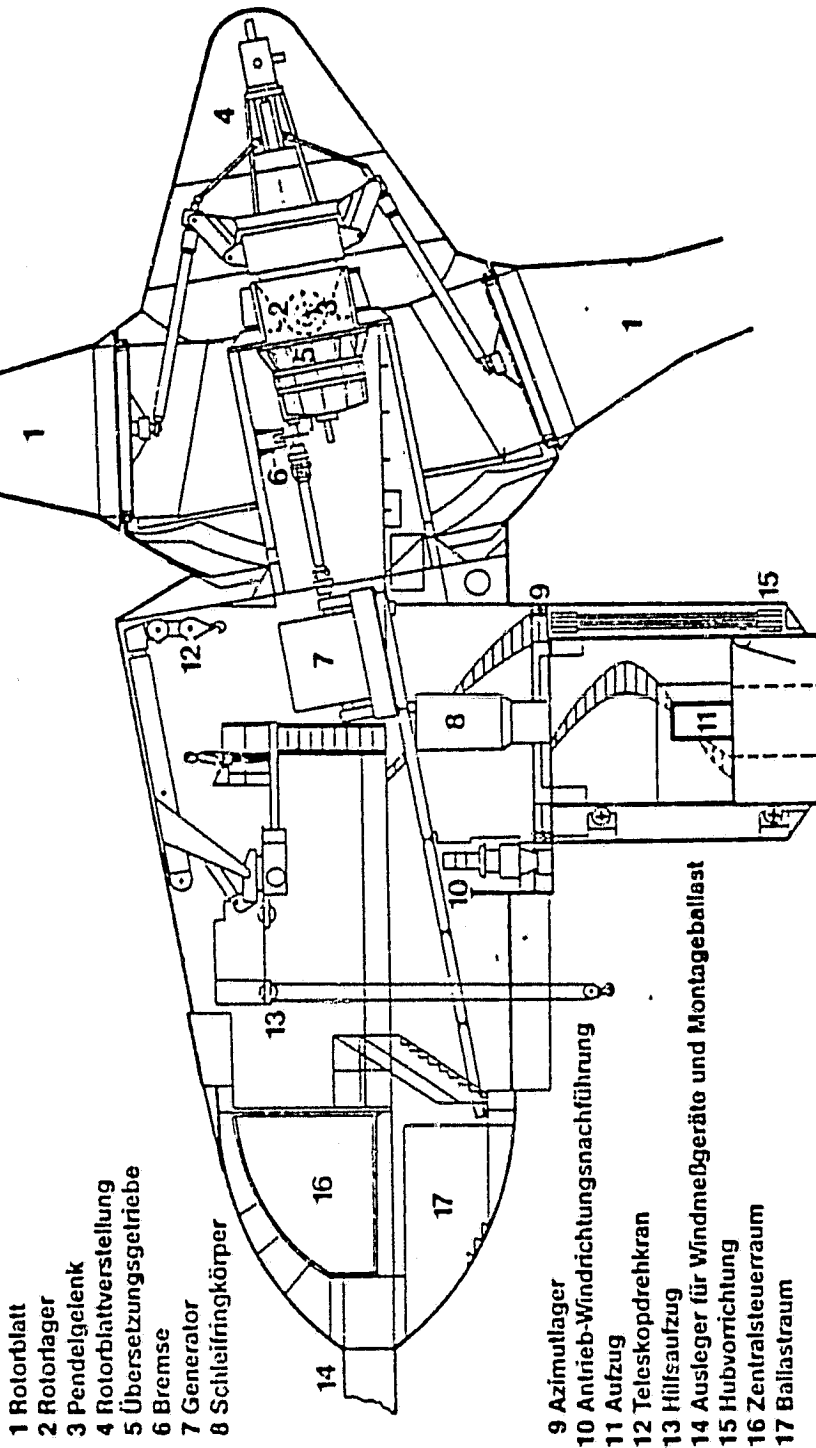 1 Rotorblatt
2 Rotorlager
3 Pendelgelenk
4 Rotorblattverstellung
5 Übersetzungsgetriebe
6 Bremse
7 Generator
8 Schleifringkörper
9 Azimutlager
10 Antrieb-Windrichtungsnachführung
11 Aufzug
12 Teleskopdrehkran
13 Hilfsaufzug
14 Ausleger für Windmeßgeräte und Montageballast
15 Hubvorrichtung
16 Zentralsteuerraum
17 Ballastraum
14
16
17
13
12
10
7
8
9
11
15
1
6
5
2
3
4
1